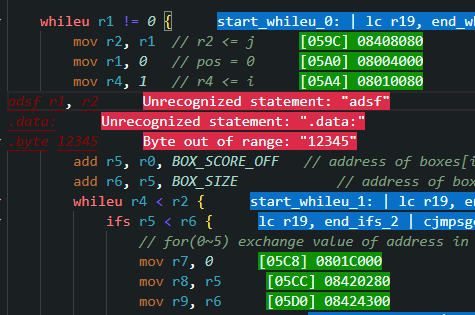 whileu r1 != 0 { start_whileu_0: | lc r19, end_wh
mov r2, r1 // r2 <= j [059C] 08408080
mov r1, 0 // pos = 0 [05A0] 08004000
mov r4, 1 // r4 <= i [05A4] 08010080
adsf r1, r2 Unrecognized statement: "adsf"
.data: Unrecognized statement: ".data:"
.byte 12345 Byte out of range: "12345"
add r5, r0, BOX_SCORE_OFF // address of boxes[i
add r6, r5, BOX_SIZE // address of box
whileu r4 < r2 { start_whileu_1: | lc r19, e
ifs r5 < r6 { lc r19, end_ifs_2 | cjmpsge
// for(0~5) exchange value of address in
mov r7, 0 [05C8] 0801C000
mov r8, r5 [05CC] 08420280
mov r9, r6 [05D0] 08424300